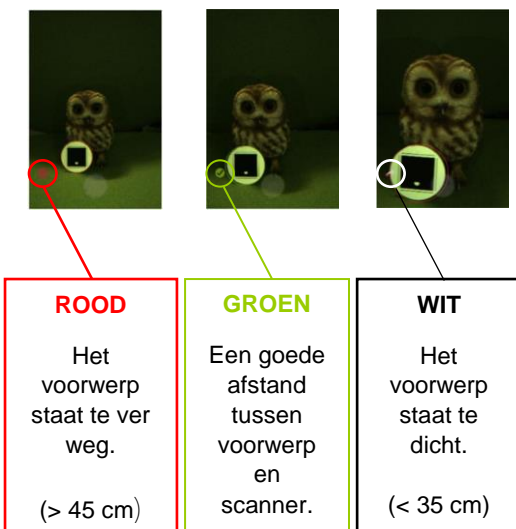 ROOD
Het
voorwerp
staat te ver
weg.
(> 45 cm)
GROEN
Een goede
afstand
tussen
voorwerp
en
scanner.
WIT
Het
voorwerp
staat te
dicht.
(< 35 cm)